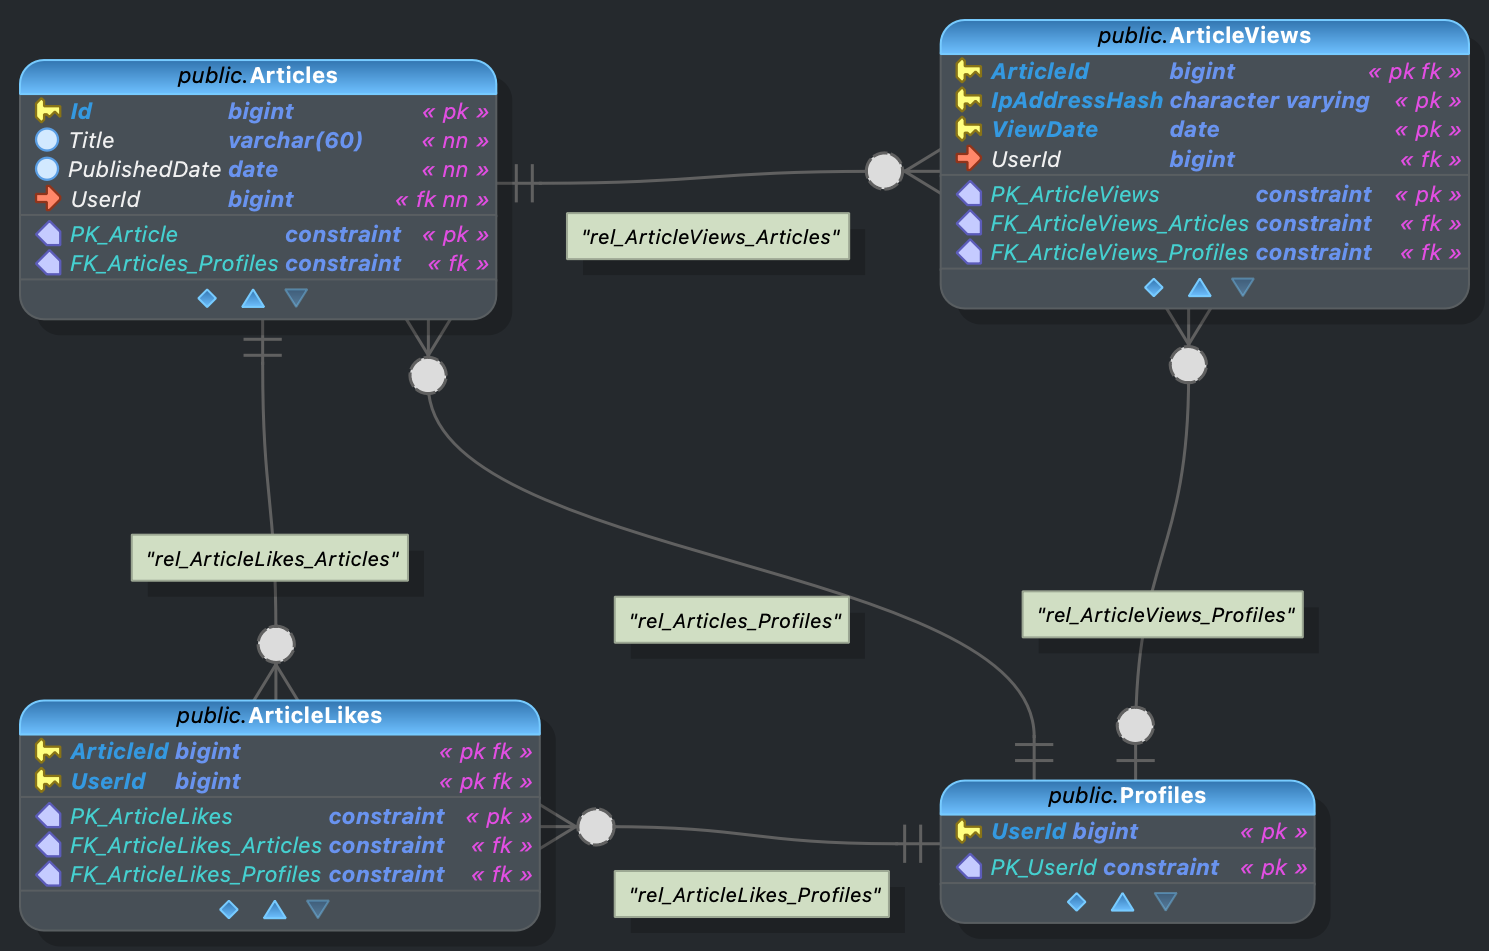 public.Articles
Id bigint « pk »
Title varchar(60) « nn »
PublishedDate date « nn »
UserId bigint « fk nn »
PK_Article constraint « pk »
FK_Articles_Profiles constraint « fk »
public.ArticleViews
ArticleId bigint « pk fk »
IpAddressHash character varying « pk »
ViewDate date « pk »
UserId bigint « fk »
PK_ArticleViews constraint « pk »
FK_ArticleViews_Articles constraint « fk »
FK_ArticleViews_Profiles constraint « fk »
"rel_ArticleViews_Articles"
"rel_ArticleLikes_Articles"
"rel_Articles_Profiles"
"rel_ArticleViews_Profiles"
public.ArticleLikes
ArticleId bigint « pk fk »
UserId bigint « pk fk »
PK_ArticleLikes constraint « pk »
FK_ArticleLikes_Articles constraint « fk »
FK_ArticleLikes_Profiles constraint « fk »
"rel_ArticleLikes_Profiles"
public.Profiles
UserId bigint « pk »
PK_UserId constraint « pk »